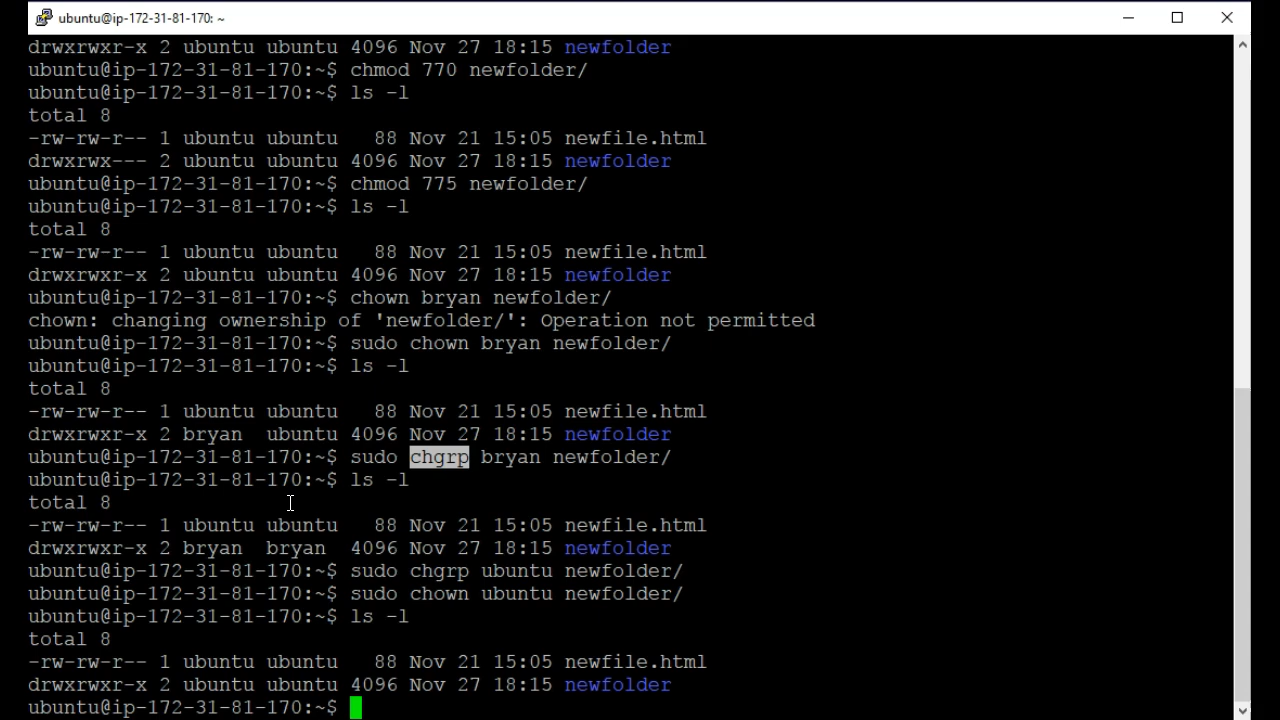 ubuntu@ip-172-31-81-170: ~
drwxrwxr-x 2 ubuntu ubuntu 4096 Nov 27 18:15 newfolder
ubuntu@ip-172-31-81-170:~$ chmod 770 newfolder/
ubuntu@ip-172-31-81-170:~$ ls -l
total 8
-rw-rw-r-- 1 ubuntu ubuntu   88 Nov 21 15:05 newfile.html
drwxrwx--- 2 ubuntu ubuntu 4096 Nov 27 18:15 newfolder
ubuntu@ip-172-31-81-170:~$ chmod 775 newfolder/
ubuntu@ip-172-31-81-170:~$ ls -l
total 8
-rw-rw-r-- 1 ubuntu ubuntu   88 Nov 21 15:05 newfile.html
drwxrwxr-x 2 ubuntu ubuntu 4096 Nov 27 18:15 newfolder
ubuntu@ip-172-31-81-170:~$ chown bryan newfolder/
chown: changing ownership of 'newfolder/': Operation not permitted
ubuntu@ip-172-31-81-170:~$ sudo chown bryan newfolder/
ubuntu@ip-172-31-81-170:~$ ls -l
total 8
-rw-rw-r-- 1 ubuntu ubuntu   88 Nov 21 15:05 newfile.html
drwxrwxr-x 2 bryan  ubuntu 4096 Nov 27 18:15 newfolder
ubuntu@ip-172-31-81-170:~$ sudo chgrp bryan newfolder/
ubuntu@ip-172-31-81-170:~$ ls -l
total 8
-rw-rw-r-- 1 ubuntu ubuntu   88 Nov 21 15:05 newfile.html
drwxrwxr-x 2 bryan  bryan  4096 Nov 27 18:15 newfolder
ubuntu@ip-172-31-81-170:~$ sudo chgrp ubuntu newfolder/
ubuntu@ip-172-31-81-170:~$ sudo chown ubuntu newfolder/
ubuntu@ip-172-31-81-170:~$ ls -l
total 8
-rw-rw-r-- 1 ubuntu ubuntu   88 Nov 21 15:05 newfile.html
drwxrwxr-x 2 ubuntu ubuntu 4096 Nov 27 18:15 newfolder
ubuntu@ip-172-31-81-170:~$